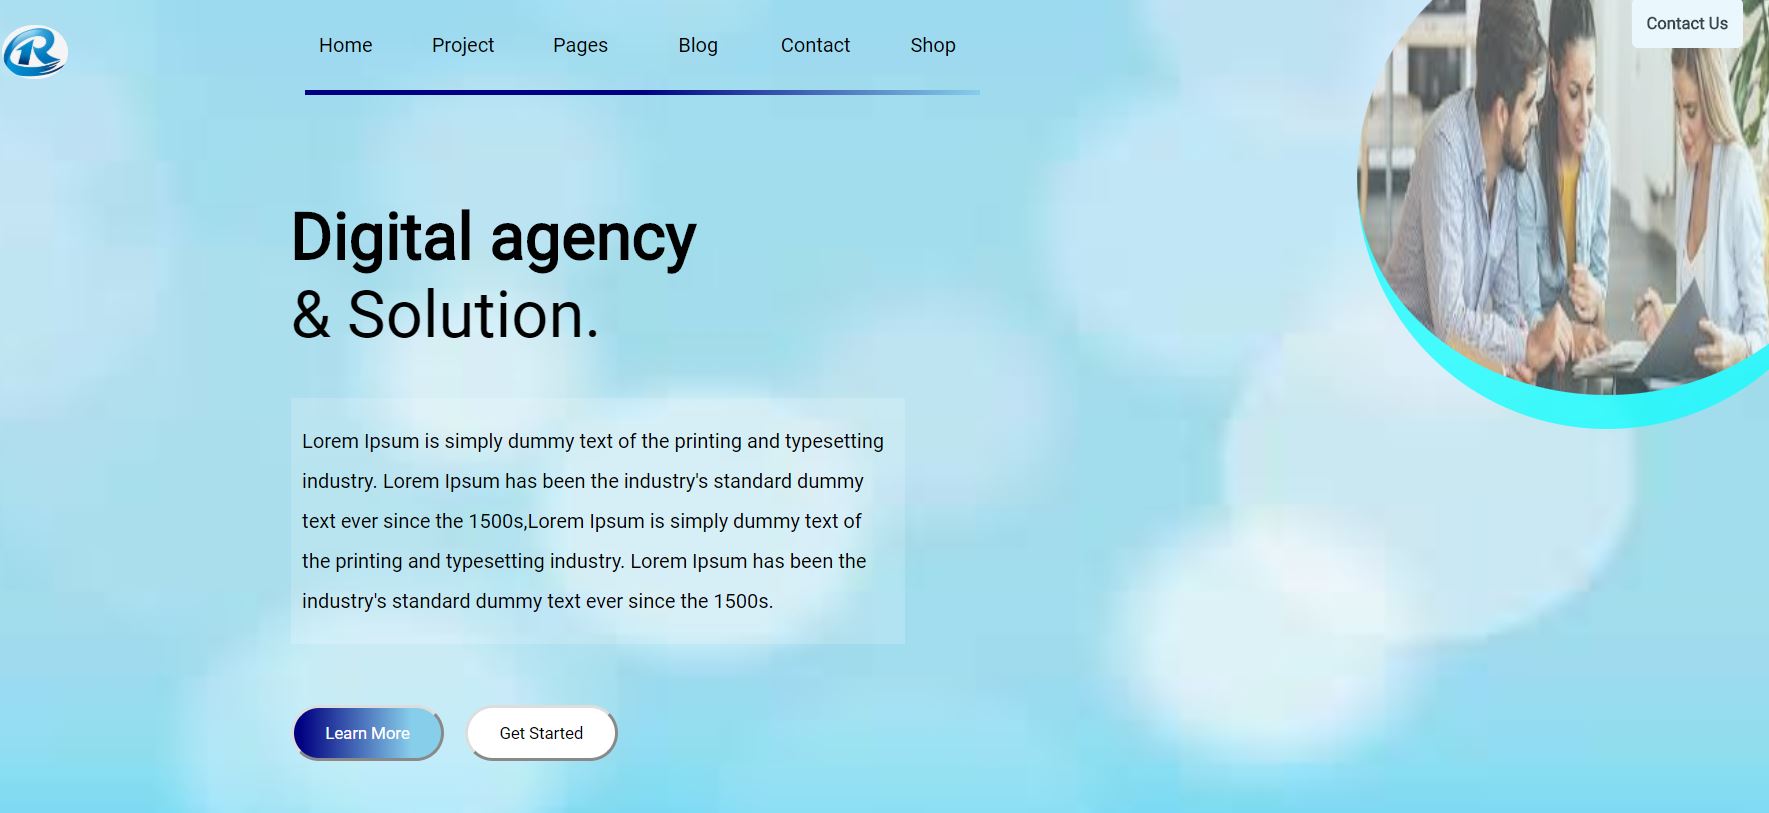 R
Home Project Pages Blog Contact Shop
Contact Us
Digital agency
& Solution.
Lorem Ipsum is simply dummy text of the printing and typesetting
industry. Lorem Ipsum has been the industry's standard dummy
text ever since the 1500s,Lorem Ipsum is simply dummy text of
the printing and typesetting industry. Lorem Ipsum has been the
industry's standard dummy text ever since the 1500s.
Learn More
Get Started